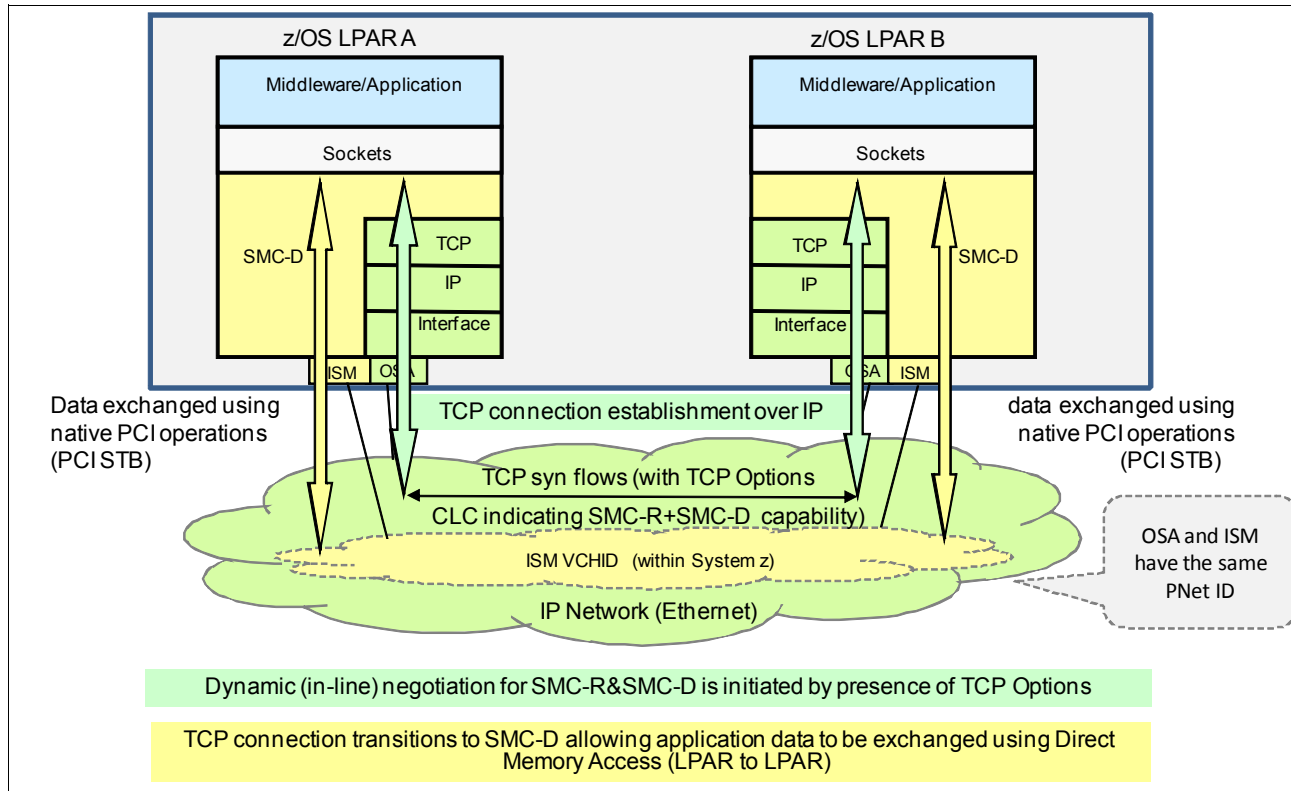 z/OS LPAR A
z/OS LPAR B
Middleware/Application
Middleware/Application
Sockets
Sockets
SMC-D
TCP
IP
Interface
TCP
IP
Interface
SMC-D
ISM
OSA
OSA
ISM
Data exchanged using
native PCI operations
(PCI STB)
TCP connection establishment over IP
data exchanged using
native PCI operations
(PCI STB)
TCP syn flows (with TCP Options
CLC indicating SMC-R+SMC-D capability)
ISM VCHID (within System z)
IP Network (Ethernet)
OSA and ISM
have the same
PNet ID
Dynamic (in-line) negotiation for SMC-R&SMC-D is initiated by presence of TCP Options
TCP connection transitions to SMC-D allowing application data to be exchanged using Direct
Memory Access (LPAR to LPAR)